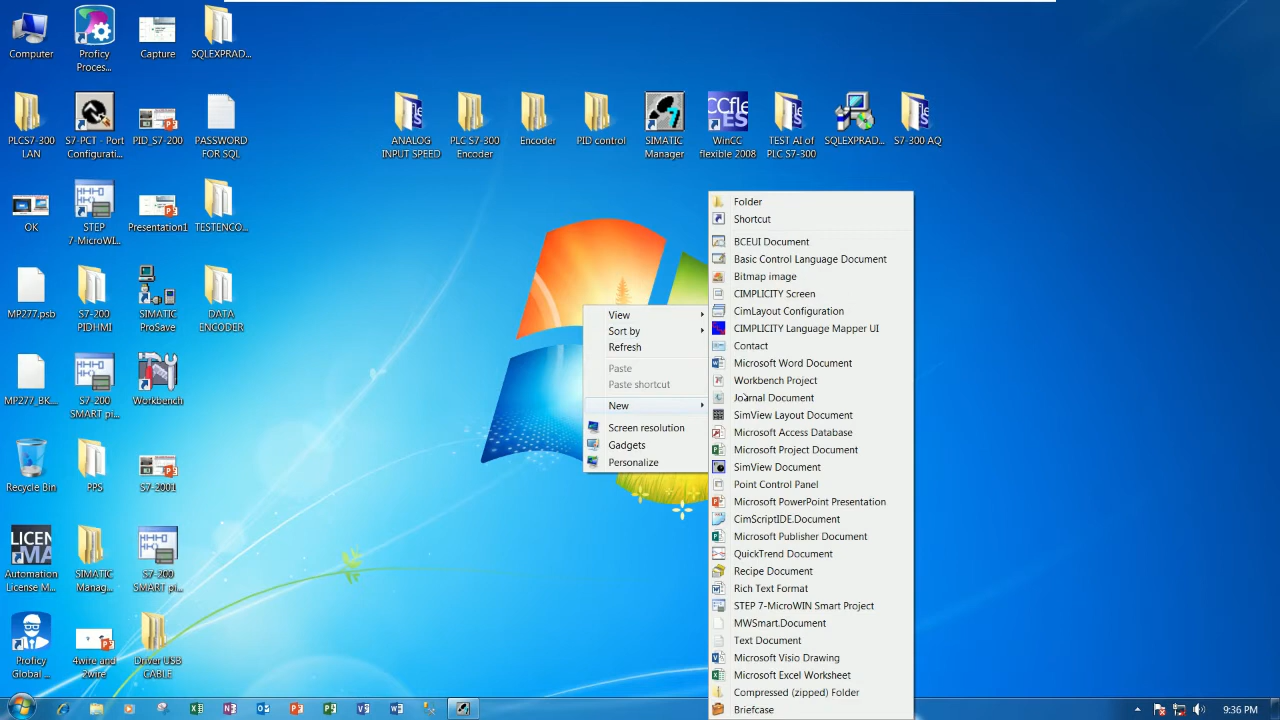 Computer
Proficy
Proces...
Capture
SQLEXPRAD...
PLCS7-300
LAN
S7-PCT - Port
Configurati...
PID_S7-200
PASSWORD
FOR SQL
ANALOG
INPUT SPEED
PLC S7-300
Encoder
Encoder
PID control
SIMATIC
Manager
WinCC
flexible 2008
TEST AI of
PLC S7-300
SQLEXPRAD...
S7-300 AQ
OK
STEP
7-MicroWI...
Presentation1
TESTENCO...
MP277.psb
S7-200
PIDHMI
SIMATIC
ProSave
DATA
ENCODER
MP277_BK...
S7-200
SMART pi...
Workbench
Recycle Bin
PPS
S7-2001
Automation
License M...
SIMATIC
Manag...
S7-200
SMART pi...
Proficy
Global ...
4wire and
2wire
Driver USB
CABLE
View
Sort by
Refresh
Paste
Paste shortcut
New
Screen resolution
Gadgets
Personalize
Folder
Shortcut
BCEUI Document
Basic Control Language Document
Bitmap image
CIMPLICITY Screen
CimLayout Configuration
CIMPLICITY Language Mapper UI
Contact
Microsoft Word Document
Workbench Project
Journal Document
SimView Layout Document
Microsoft Access Database
Microsoft Project Document
SimView Document
Point Control Panel
Microsoft PowerPoint Presentation
CimScriptIDE.Document
Microsoft Publisher Document
QuickTrend Document
Recipe Document
Rich Text Format
STEP 7-MicroWIN Smart Project
MWSmart.Document
Text Document
Microsoft Visio Drawing
Microsoft Excel Worksheet
Compressed (zipped) Folder
Briefcase
9:36 PM